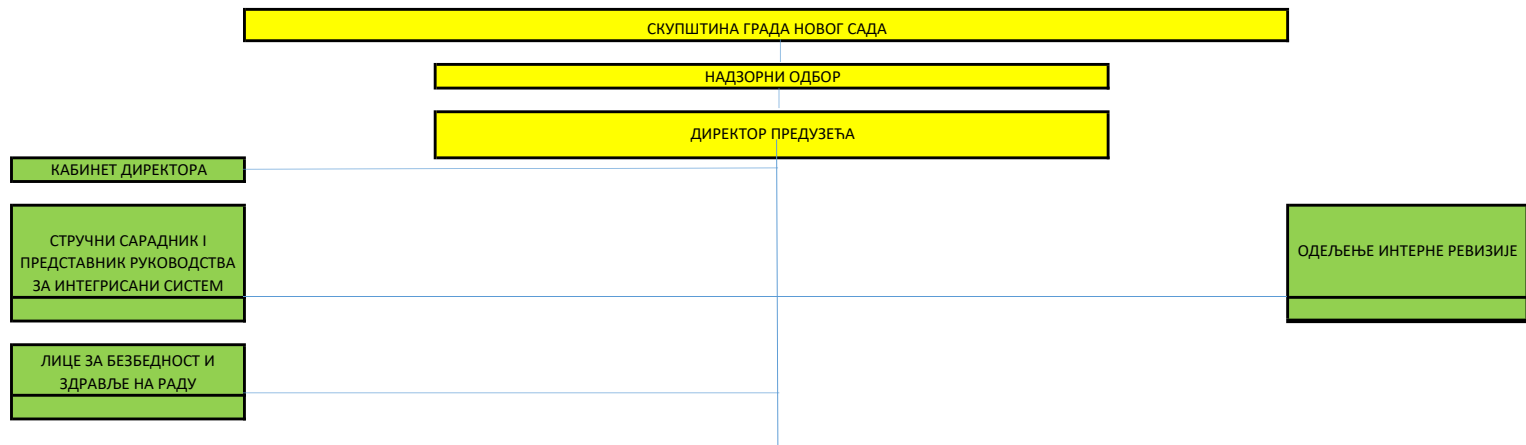 СКУПШТИНА ГРАДА НОВОГ САДА
НАДЗОРНИ ОДБОР
ДИРЕКТОР ПРЕДУЗЕЋА
КАБИНЕТ ДИРЕКТОРА
СТРУЧНИ САРАДНИК I
ПРЕДСТАВНИК РУКОВОДСТВА
ЗА ИНТЕГРИСАНИ СИСТЕМ
ОДЕЉЕЊЕ ИНТЕРНЕ РЕВИЗИЈЕ
ЛИЦЕ ЗА БЕЗБЕДНОСТ И
ЗДРАВЉЕ НА РАДУ